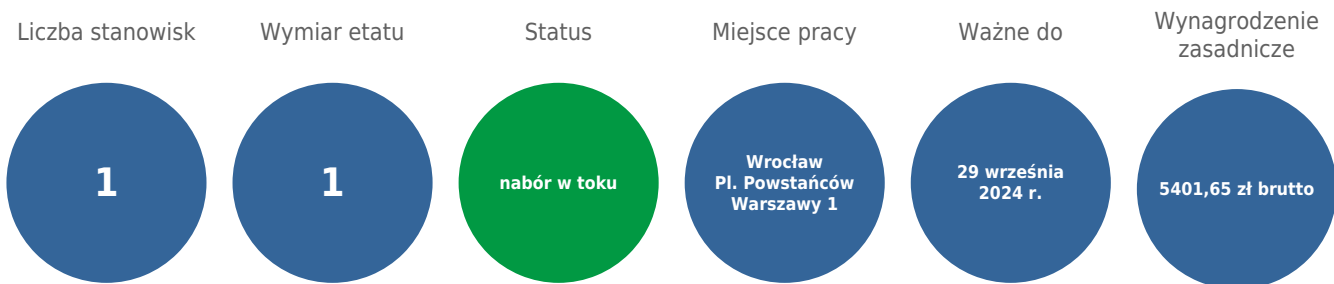 Liczba stanowisk
Wymiar etatu
Status
Miejsce pracy
Ważne do
Wynagrodzenie
zasadnicze
1
1
nabór w toku
Wrocław
Pl. Powstańców
Warszawy 1
29 września
2024 r.
5401,65 zł brutto